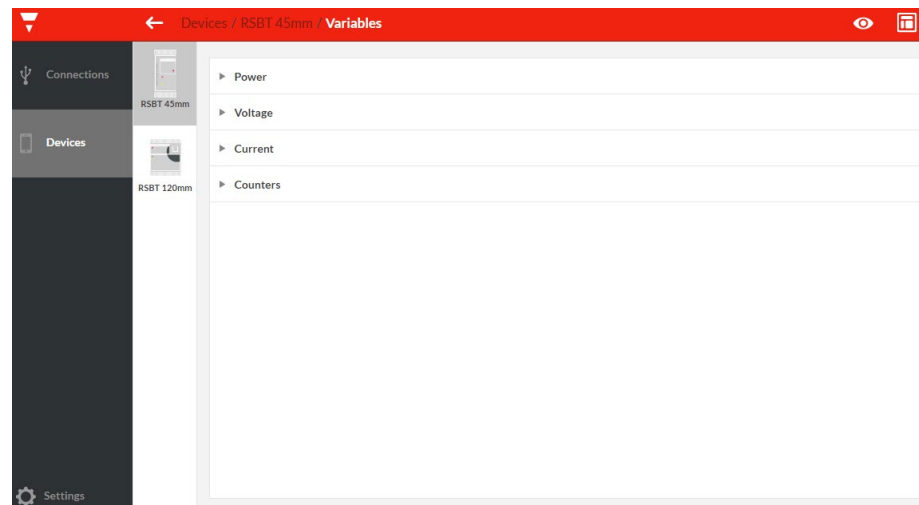 Devices / RSBT 45mm / Variables
Connections
Devices
Settings
RSBT 45mm
RSBT 120mm
Power
Voltage
Current
Counters